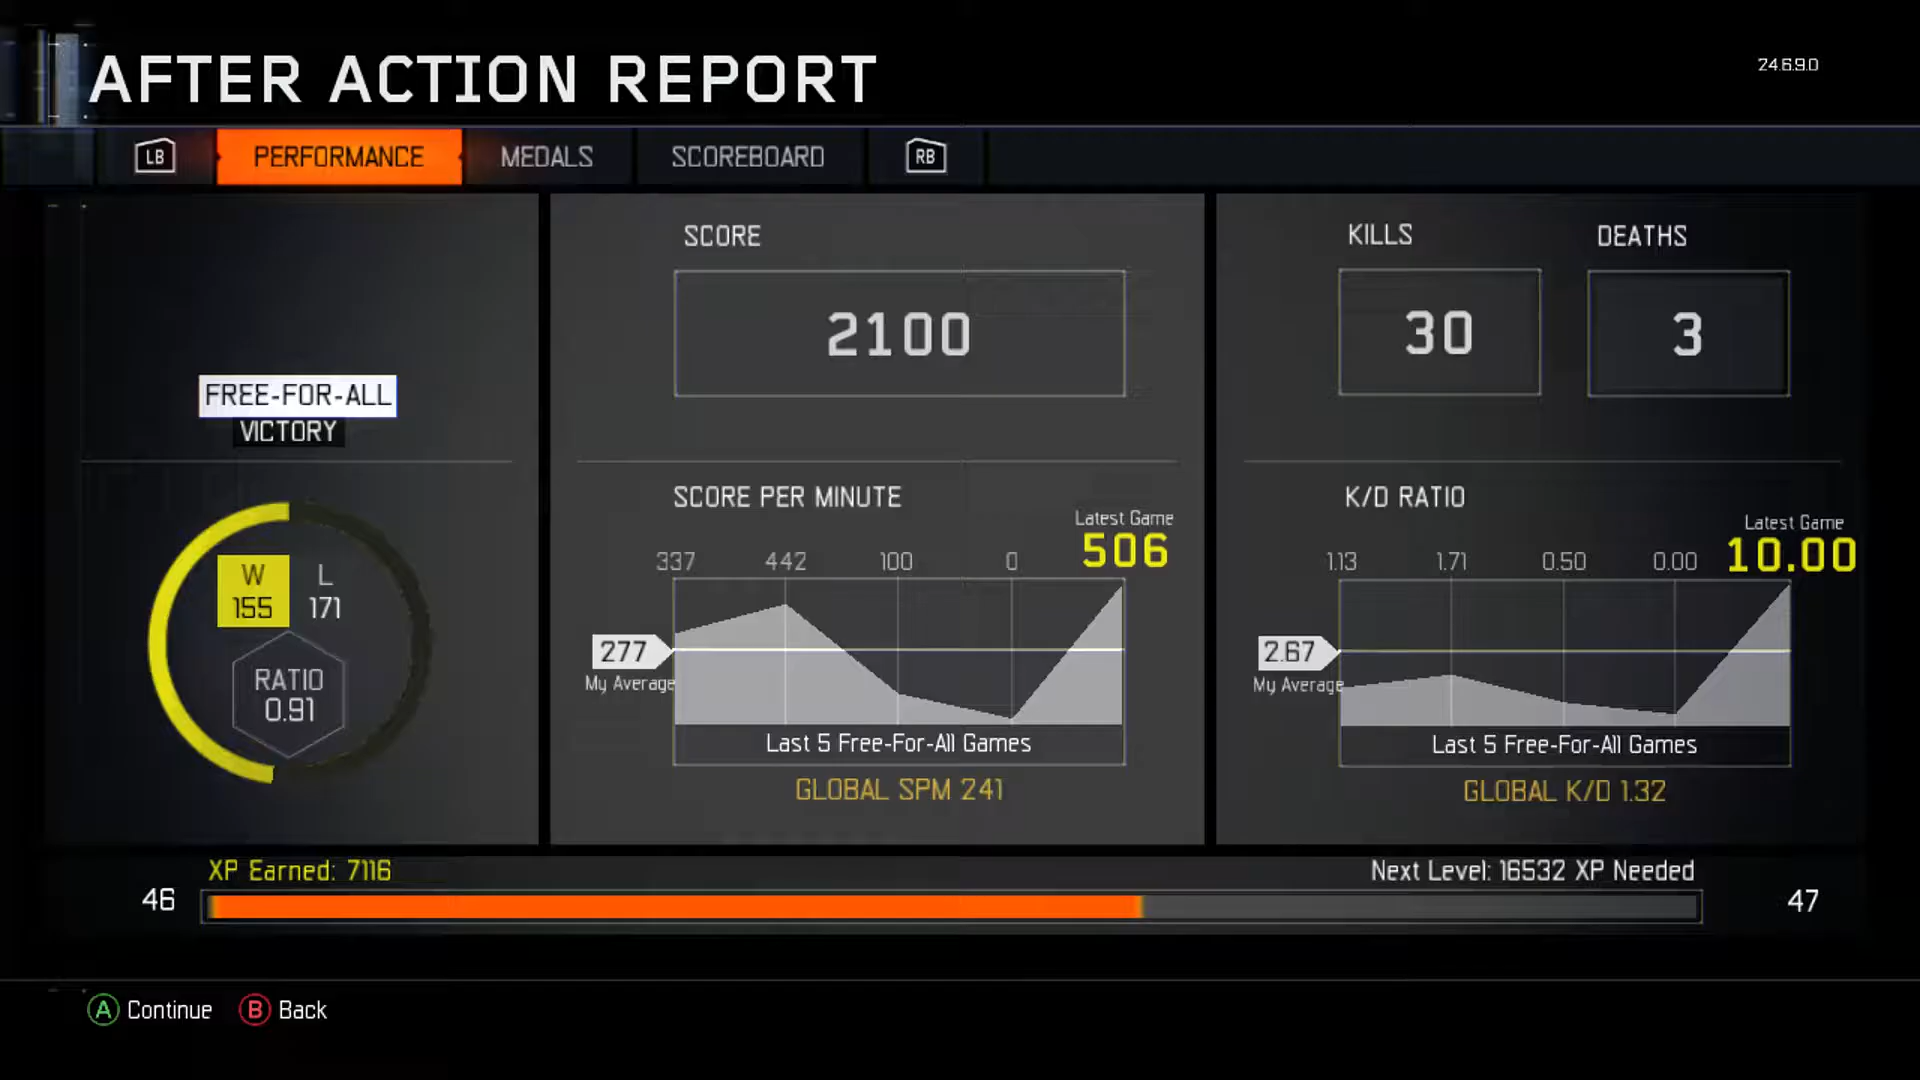 AFTER ACTION REPORT
24.6.9.0
LB PERFORMANCE MEDALS SCOREBOARD RB
FREE-FOR-ALL
VICTORY
W L
155 171
RATIO
0.91
SCORE
2100
SCORE PER MINUTE
Latest Game
337 442 100 0 506
277
My Average
Last 5 Free-For-All Games
GLOBAL SPM 241
KILLS DEATHS
30 3
K/D RATIO
Latest Game
1.13 1.71 0.50 0.00 10.00
2.67
My Average
Last 5 Free-For-All Games
GLOBAL K/D 1.32
XP Earned: 7116 Next Level: 16532 XP Needed
46 47
A Continue B Back